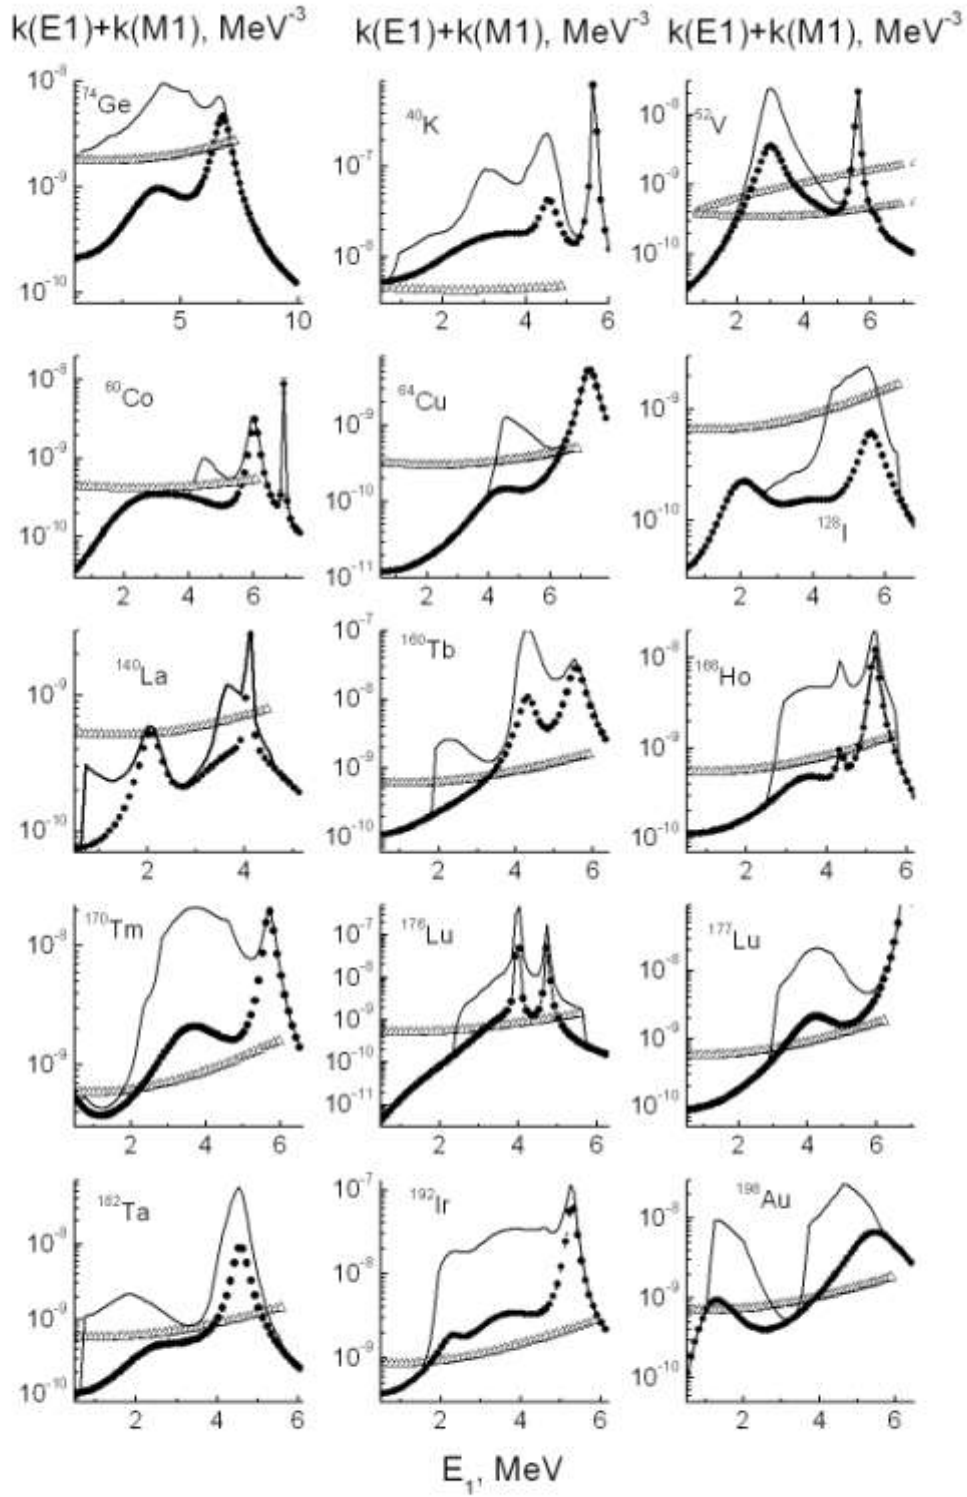 k(E1)+k(M1), MeV⁻³
k(E1)+k(M1), MeV⁻³
k(E1)+k(M1), MeV⁻³
⁷⁴Ge
10⁻⁸
10⁻⁹
10⁻¹⁰
5 10
⁴⁰K
10⁻⁷
10⁻⁸
2 4 6
⁵²V
10⁻⁸
10⁻⁹
10⁻¹⁰
2 4 6
⁶⁰Co
10⁻⁸
10⁻⁹
10⁻¹⁰
2 4 6
⁶⁴Cu
10⁻⁹
10⁻¹⁰
10⁻¹¹
2 4 6
¹²⁸I
10⁻⁹
10⁻¹⁰
2 4 6
¹⁴⁰La
10⁻⁹
10⁻¹⁰
2 4
¹⁶⁰Tb
10⁻⁷
10⁻⁸
10⁻⁹
10⁻¹⁰
2 4 6
¹⁶⁶Ho
10⁻⁸
10⁻⁹
10⁻¹⁰
2 4 6
¹⁷⁰Tm
10⁻⁸
10⁻⁹
2 4 6
¹⁷⁶Lu
10⁻⁷
10⁻⁸
10⁻⁹
10⁻¹⁰
10⁻¹¹
2 4 6
¹⁷⁷Lu
10⁻⁸
10⁻⁹
10⁻¹⁰
2 4 6
¹⁸²Ta
10⁻⁸
10⁻⁹
10⁻¹⁰
2 4 6
¹⁹²Ir
10⁻⁷
10⁻⁸
10⁻⁹
2 4 6
¹⁹⁸Au
10⁻⁸
10⁻⁹
10⁻¹⁰
2 4 6
E₁, MeV